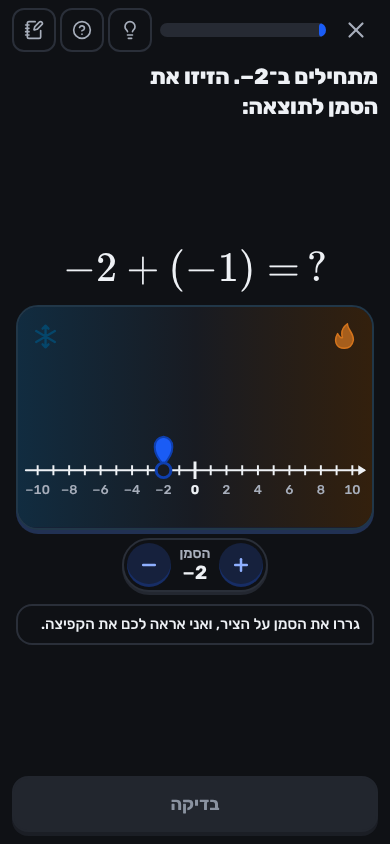 מתחילים ב־2−. הזיזו את
הסמן לתוצאה:
−2 + (−1) = ?
−10 −8 −6 −4 −2 0 2 4 6 8 10
הסמן
−2
− +
גררו את הסמן על הציר, ואני אראה לכם את הקפיצה.
בדיקה